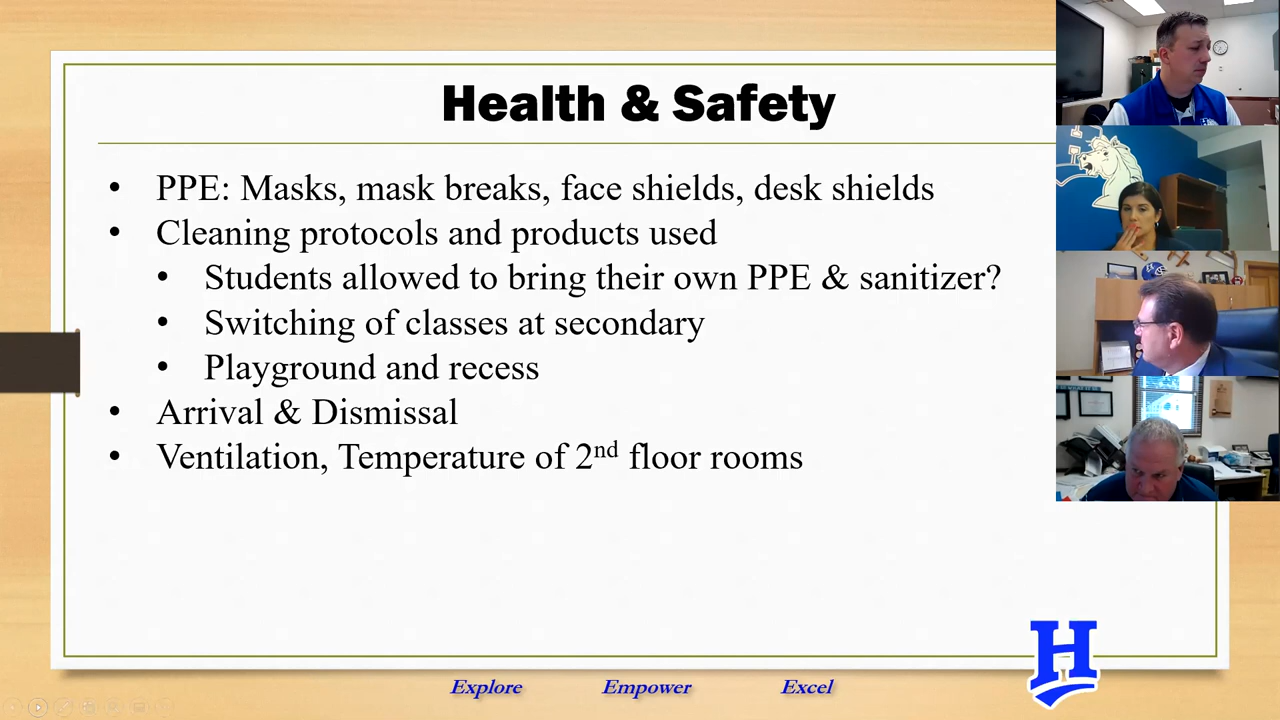 Health & Safety
• PPE: Masks, mask breaks, face shields, desk shields
• Cleaning protocols and products used
• Students allowed to bring their own PPE & sanitizer?
• Switching of classes at secondary
• Playground and recess
• Arrival & Dismissal
• Ventilation, Temperature of 2nd floor rooms
H
Explore Empower Excel